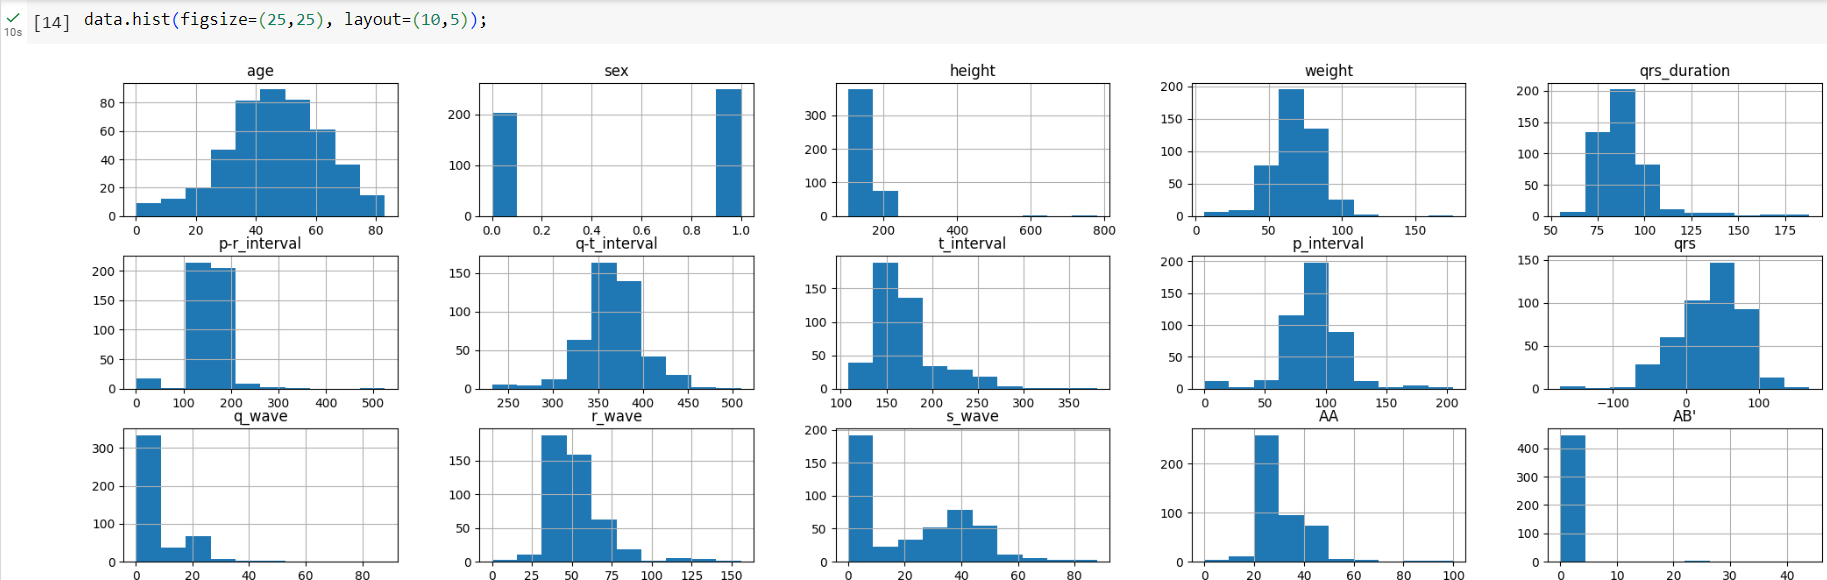 [14] data.hist(figsize=(25,25), layout=(10,5));
10s
age sex height weight qrs_duration
80 60 40 20 0
200 100 0
300 200 100 0
200 150 100 50 0
200 150 100 50 0
0 20 40 60 80
0.0 0.2 0.4 0.6 0.8 1.0
200 400 600 800
0 50 100 150
50 75 100 125 150 175
p-r_interval q-t_interval t_interval p_interval qrs
200 150 100 50 0
150 100 50 0
150 100 50 0
200 150 100 50 0
150 100 50 0
0 100 200 300 400 500
250 300 350 400 450 500
100 150 200 250 300 350
0 50 100 150 200
−100 0 100
q_wave r_wave s_wave AA AB'
300 200 100 0
150 100 50 0
200 150 100 50 0
200 100 0
400 300 200 100 0
0 20 40 60 80
0 25 50 75 100 125 150
0 20 40 60 80
0 20 40 60 80 100
0 10 20 30 40